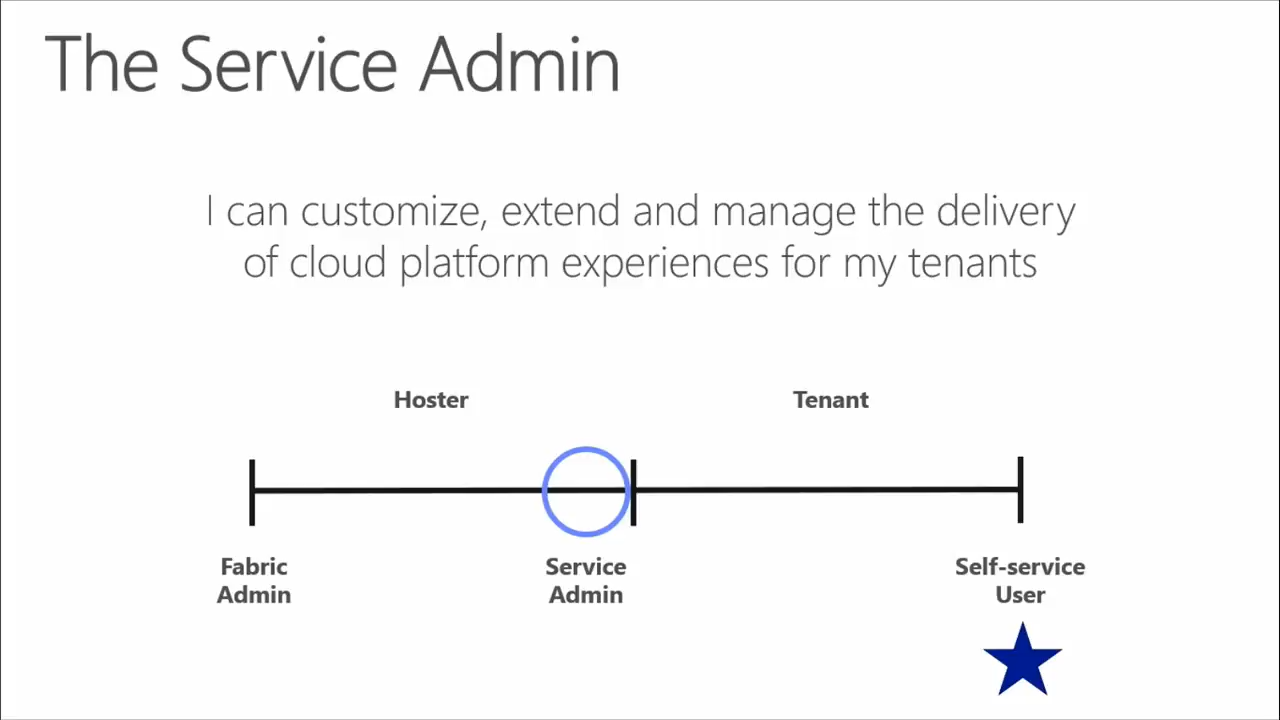 The Service Admin
I can customize, extend and manage the delivery
of cloud platform experiences for my tenants
Hoster
Tenant
Fabric
Admin
Service
Admin
Self-service
User